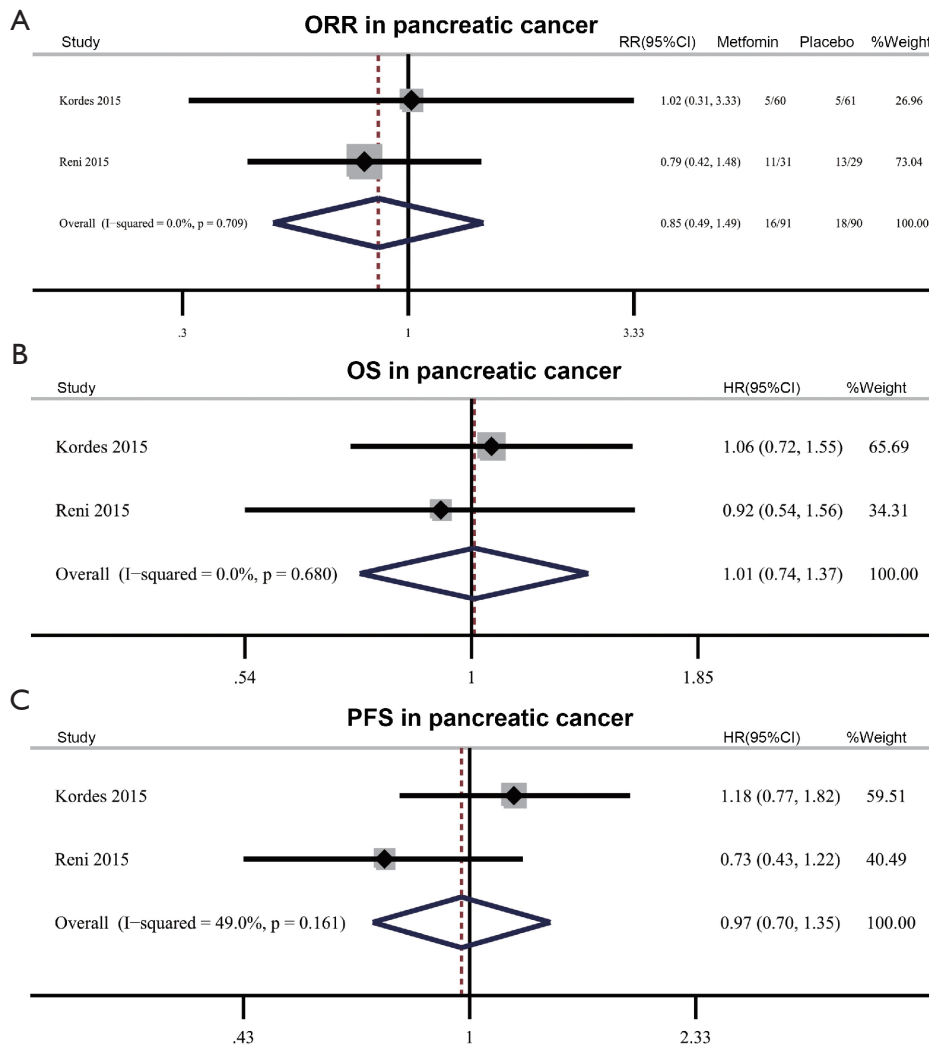 A
ORR in pancreatic cancer
Study RR(95%CI) Metfomin Placebo %Weight
Kordes 2015 1.02 (0.31, 3.33) 5/60 5/61 26.96
Reni 2015 0.79 (0.42, 1.48) 11/31 13/29 73.04
Overall (I−squared = 0.0%, p = 0.709) 0.85 (0.49, 1.49) 16/91 18/90 100.00
.3 1 3.33
B
OS in pancreatic cancer
Study HR(95%CI) %Weight
Kordes 2015 1.06 (0.72, 1.55) 65.69
Reni 2015 0.92 (0.54, 1.56) 34.31
Overall (I−squared = 0.0%, p = 0.680) 1.01 (0.74, 1.37) 100.00
.54 1 1.85
C
PFS in pancreatic cancer
Study HR(95%CI) %Weight
Kordes 2015 1.18 (0.77, 1.82) 59.51
Reni 2015 0.73 (0.43, 1.22) 40.49
Overall (I−squared = 49.0%, p = 0.161) 0.97 (0.70, 1.35) 100.00
.43 1 2.33